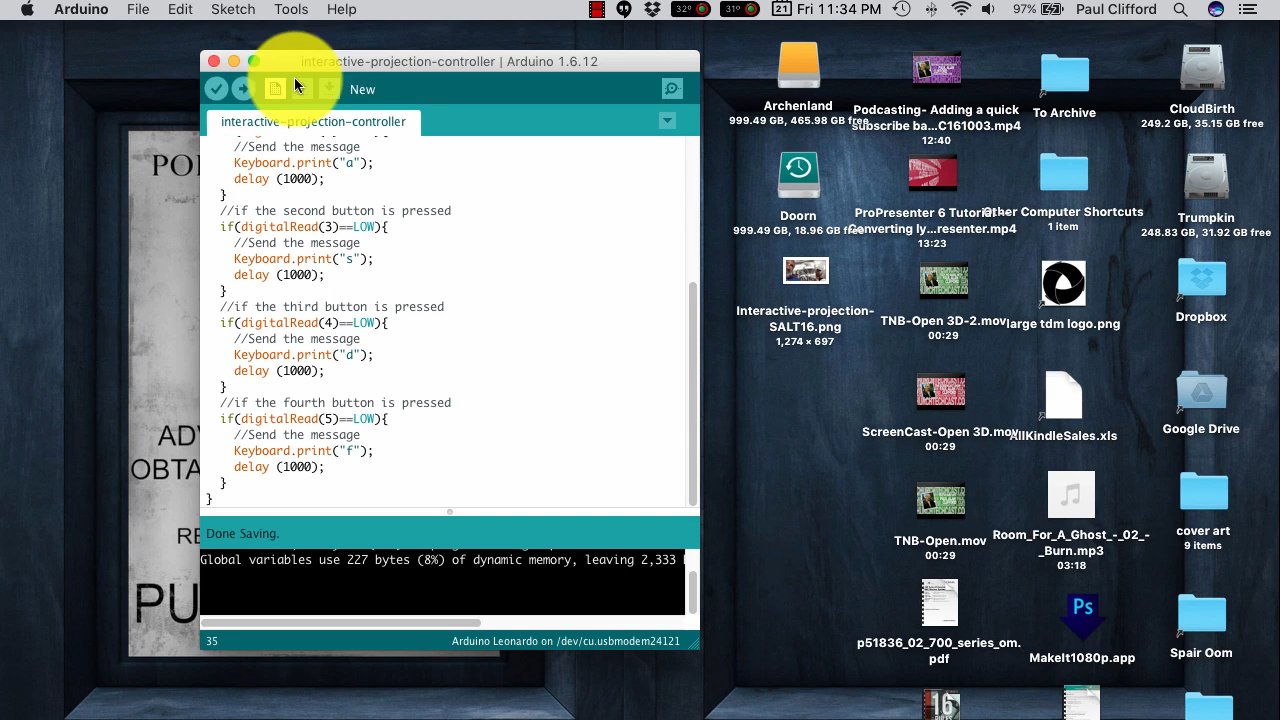 Arduino File Edit Sketch Tools Help
32° 31° 21 Fri 11:34 PM 97% Paul Clifford
interactive-projection-controller | Arduino 1.6.12
New
interactive-projection-controller
//Send the message
Keyboard.print("a");
delay (1000);
}
//if the second button is pressed
if(digitalRead(3)==LOW){
//Send the message
Keyboard.print("s");
delay (1000);
}
//if the third button is pressed
if(digitalRead(4)==LOW){
//Send the message
Keyboard.print("d");
delay (1000);
}
//if the fourth button is pressed
if(digitalRead(5)==LOW){
//Send the message
Keyboard.print("f");
delay (1000);
}
}
Done Saving.
Global variables use 227 bytes (8%) of dynamic memory, leaving 2,333
35
Arduino Leonardo on /dev/cu.usbmodem24121
Archenland
999.49 GB, 465.98 GB free
Doorn
999.49 GB, 18.96 GB free
Interactive-projection-
SALT16.png
1,274 × 697
Podcasting- Adding a quick
subscribe ba...C161003.mp4
12:40
ProPresenter 6 Tutorial-
Converting ly...resenter.mp4
13:23
TNB-Open 3D-2.mov
00:29
ScreenCast-Open 3D.mov
00:29
TNB-Open.mov
00:29
p51836_02_700_series_om.
pdf
16
To Archive
Other Computer Shortcuts
1 item
large tdm logo.png
AllKindleSales.xls
Room_For_A_Ghost_-_02_-
_Burn.mp3
03:18
Ps
MakeIt1080p.app
CloudBirth
249.2 GB, 35.15 GB free
Trumpkin
248.83 GB, 31.92 GB free
Dropbox
Google Drive
cover art
9 items
Spair Oom